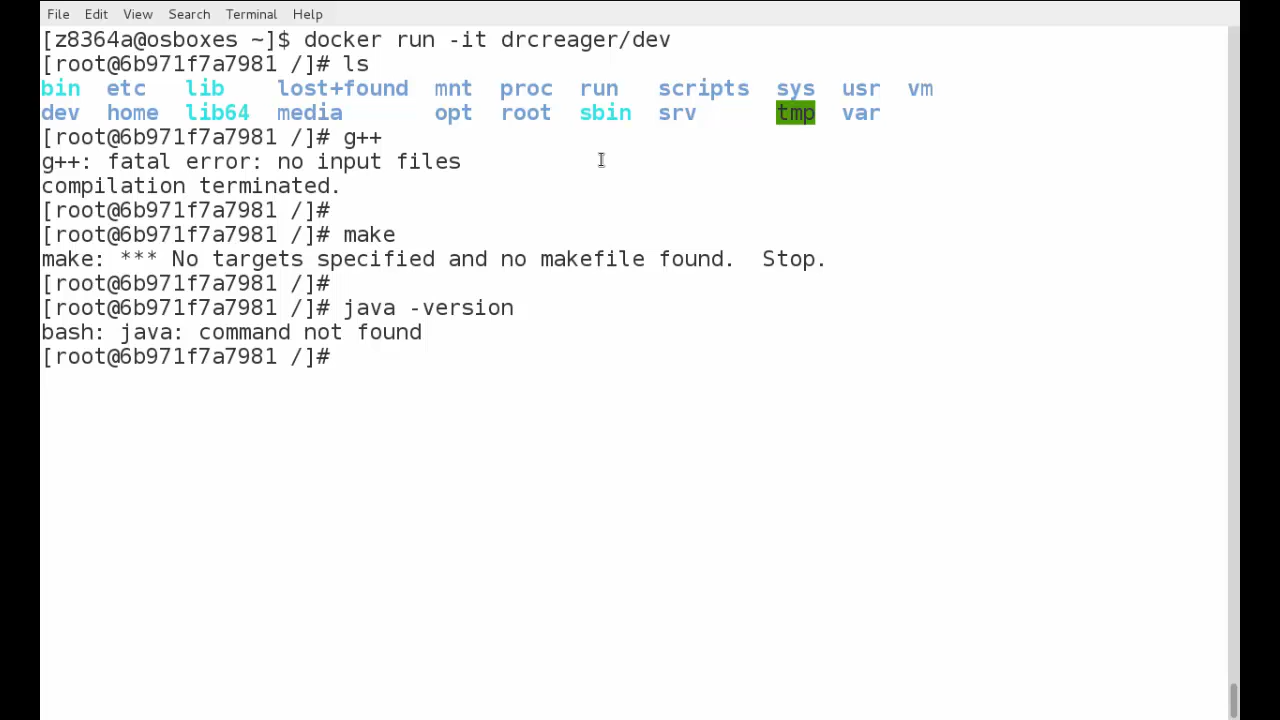 File Edit View Search Terminal Help
[z8364a@osboxes ~]$ docker run -it drcreager/dev
[root@6b971f7a7981 /]# ls
bin etc lib lost+found mnt proc run scripts sys usr vm
dev home lib64 media opt root sbin srv tmp var
[root@6b971f7a7981 /]# g++
g++: fatal error: no input files
compilation terminated.
[root@6b971f7a7981 /]#
[root@6b971f7a7981 /]# make
make: *** No targets specified and no makefile found.  Stop.
[root@6b971f7a7981 /]#
[root@6b971f7a7981 /]# java -version
bash: java: command not found
[root@6b971f7a7981 /]#